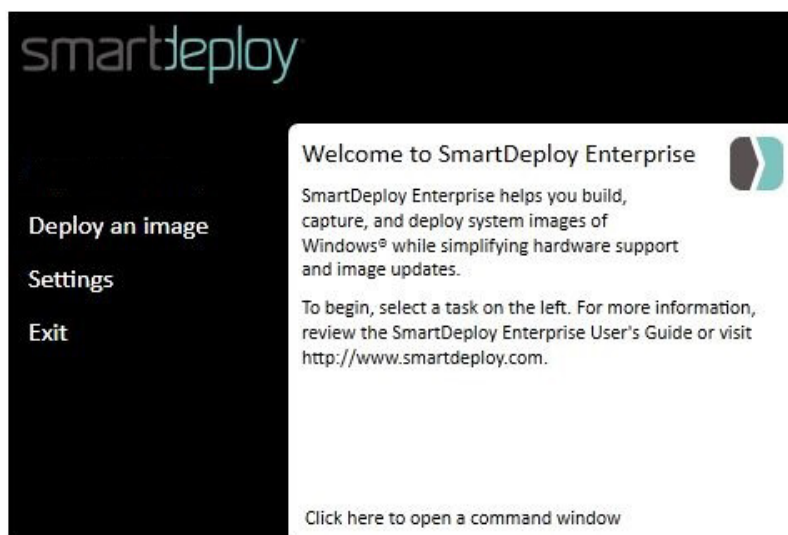 smartdeploy
Deploy an image
Settings
Exit
Welcome to SmartDeploy Enterprise
SmartDeploy Enterprise helps you build,
capture, and deploy system images of
Windows® while simplifying hardware support
and image updates.
To begin, select a task on the left. For more information,
review the SmartDeploy Enterprise User's Guide or visit
http://www.smartdeploy.com.
Click here to open a command window